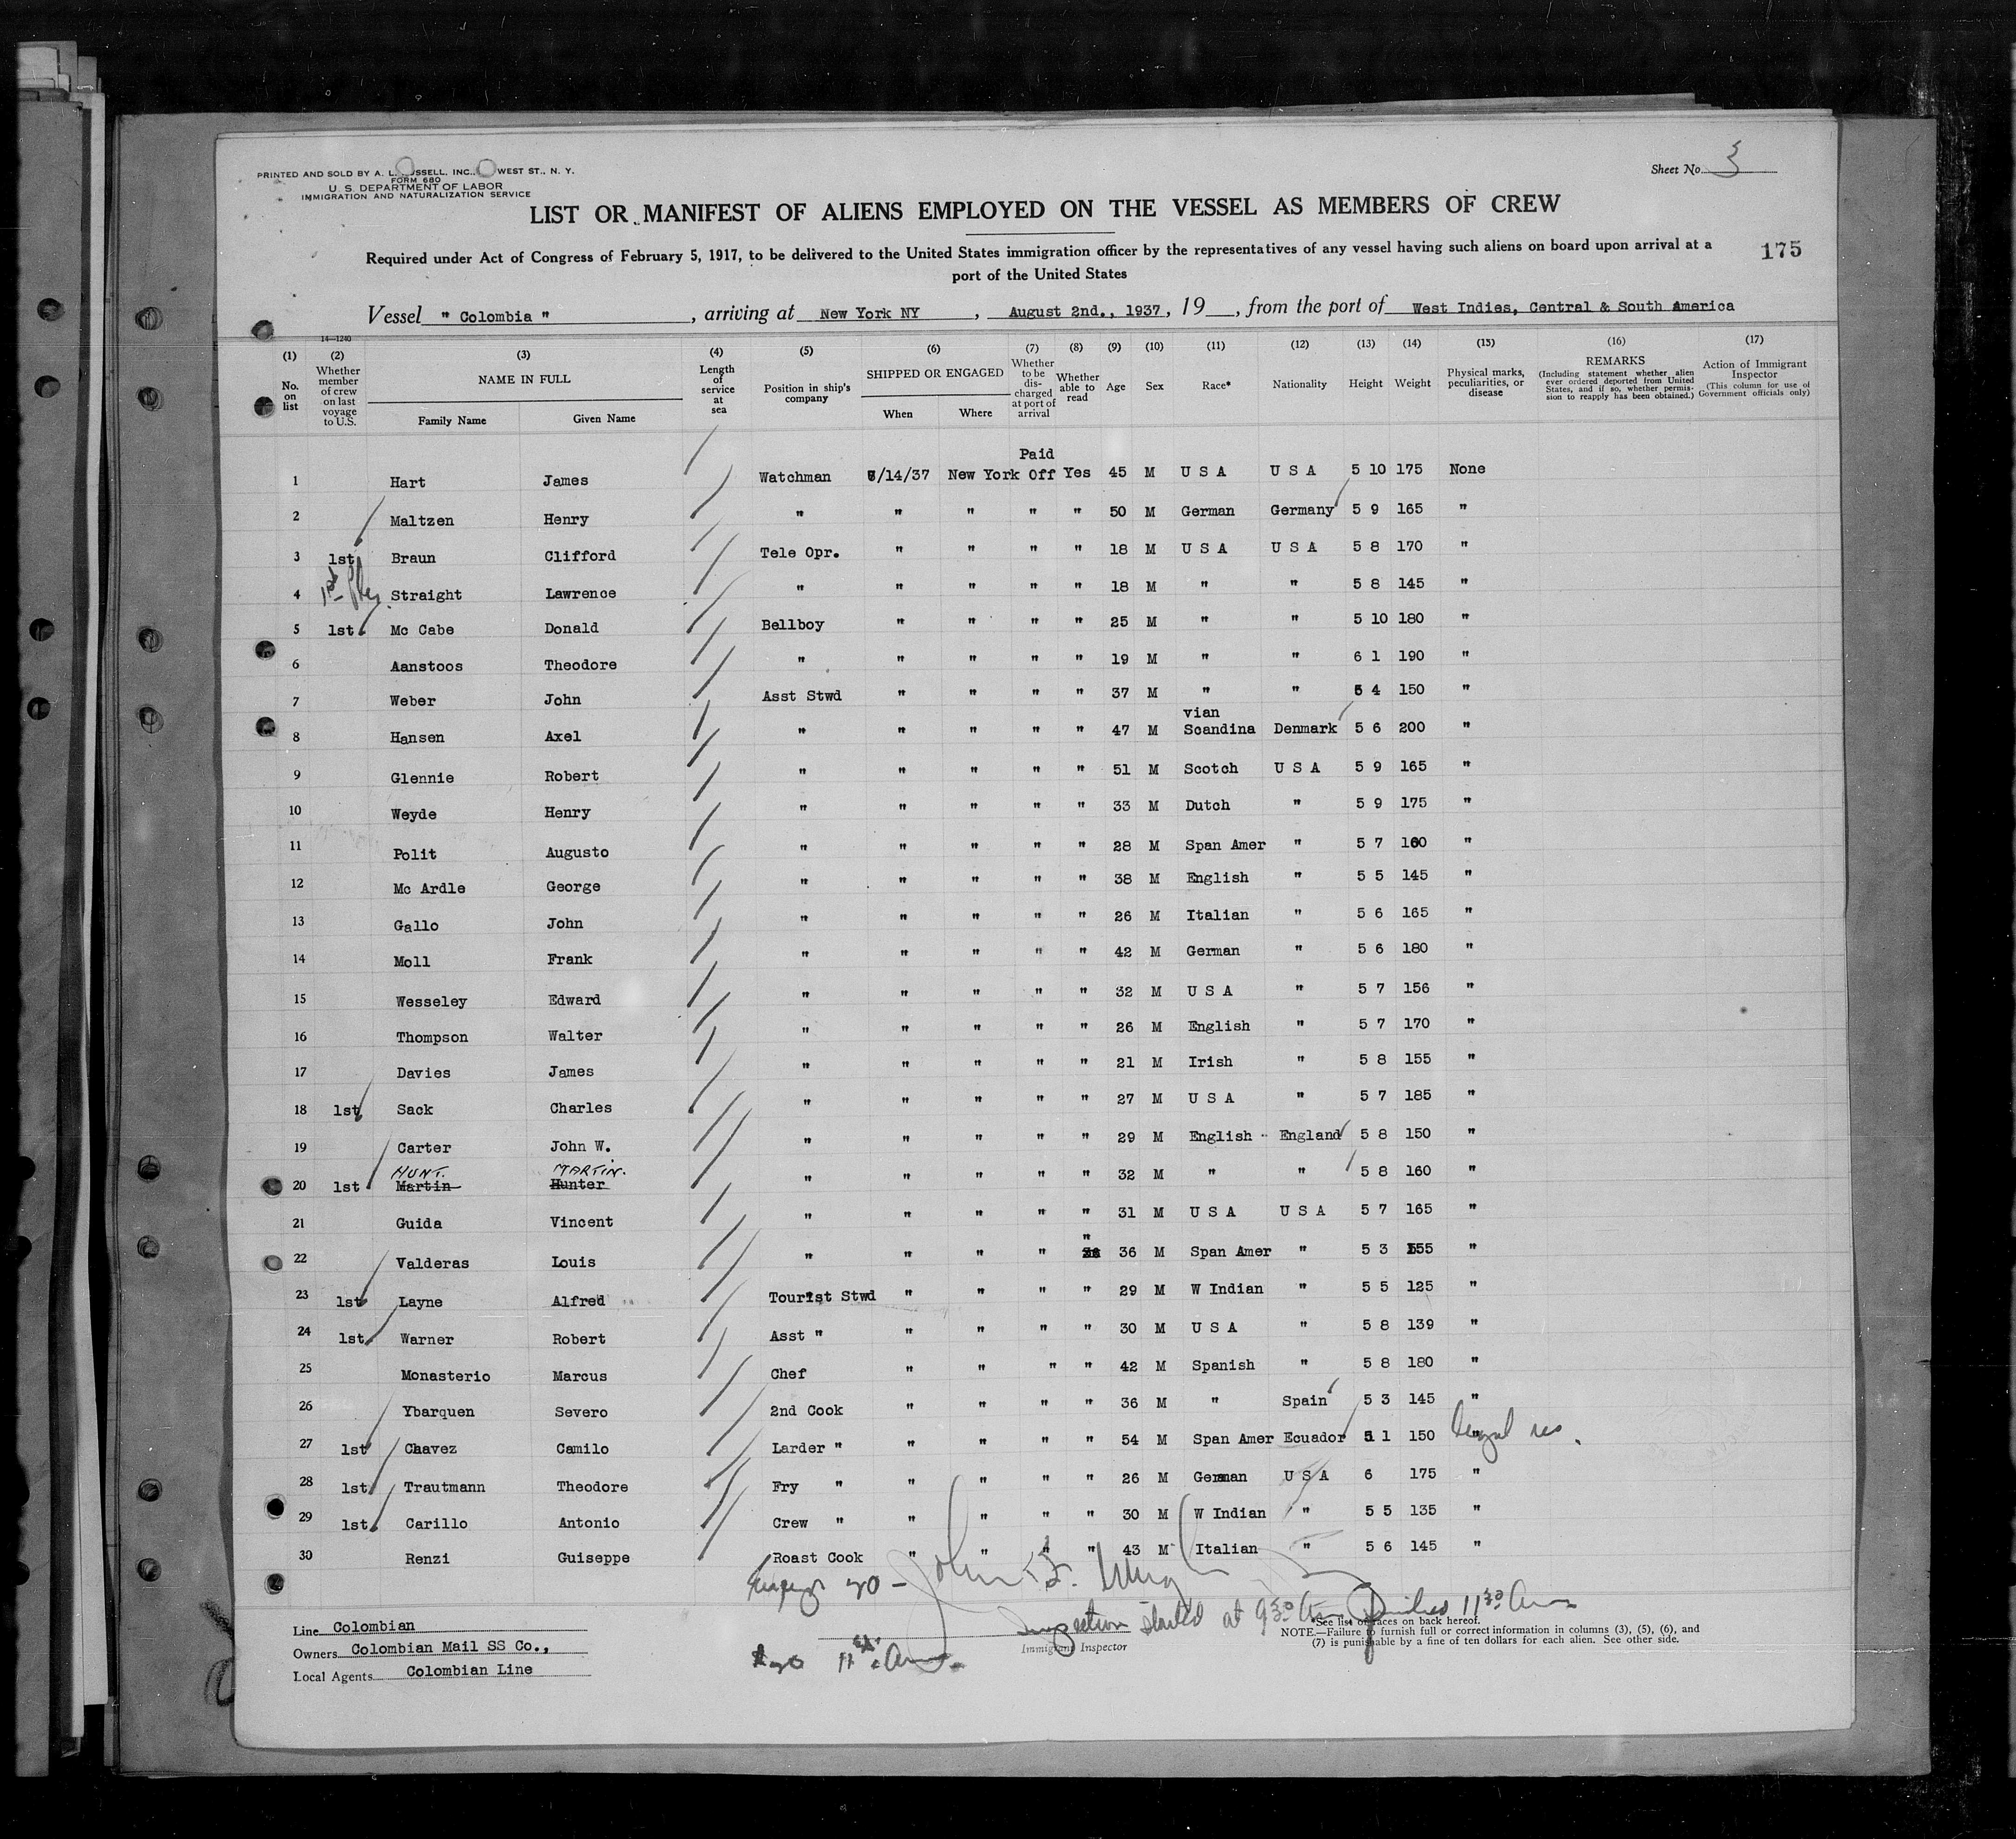 PRINTED AND SOLD BY A. L. SSELL, INC., WEST ST., N. Y.
FORM 680
U. S. DEPARTMENT OF LABOR
IMMIGRATION AND NATURALIZATION SERVICE
Sheet No. 3
LIST OR MANIFEST OF ALIENS EMPLOYED ON THE VESSEL AS MEMBERS OF CREW
Required under Act of Congress of February 5, 1917, to be delivered to the United States immigration officer by the representatives of any vessel having such aliens on board upon arrival at a
port of the United States
175
Vessel " Colombia ", arriving at New York NY, August 2nd., 1937, 19 , from the port of West Indies, Central & South America
14—1240
(1) No. on list (2) Whether member of crew on last voyage to U.S. (3) NAME IN FULL Family Name Given Name (4) Length of service at sea (5) Position in ship's company (6) SHIPPED OR ENGAGED When Where (7) Whether to be discharged at port of arrival (8) Whether able to read (9) Age (10) Sex (11) Race* (12) Nationality (13) Height (14) Weight (15) Physical marks, peculiarities, or disease (16) REMARKS (Including statement whether alien ever ordered deported from United States, and if so, whether permission to reapply has been obtained.) (17) Action of Immigrant Inspector (This column for use of Government officials only)
1 Hart James Watchman /14/37 New York Paid Off Yes 45 M U S A U S A 5 10 175 None
2 Maltzen Henry " " " " " 50 M German Germany 5 9 165 "
3 1st Braun Clifford Tele Opr. " " " " 18 M U S A U S A 5 8 170 "
4 1st Straight Lawrence " " " " " 18 M " " 5 8 145 "
5 1st Mc Cabe Donald Bellboy " " " " 25 M " " 5 10 180 "
6 Aanstoos Theodore " " " " " 19 M " " 6 1 190 "
7 Weber John Asst Stwd " " " " 37 M " " 5 4 150 "
8 Hansen Axel " " " " " 47 M vian Scandina Denmark 5 6 200 "
9 Glennie Robert " " " " " 51 M Scotch U S A 5 9 165 "
10 Weyde Henry " " " " " 33 M Dutch " 5 9 175 "
11 Polit Augusto " " " " " 28 M Span Amer " 5 7 160 "
12 Mc Ardle George " " " " " 38 M English " 5 5 145 "
13 Gallo John " " " " " 26 M Italian " 5 6 165 "
14 Moll Frank " " " " " 42 M German " 5 6 180 "
15 Wesseley Edward " " " " " 32 M U S A " 5 7 156 "
16 Thompson Walter " " " " " 26 M English " 5 7 170 "
17 Davies James " " " " " 21 M Irish " 5 8 155 "
18 1st Sack Charles " " " " " 27 M U S A " 5 7 185 "
19 Carter John W. " " " " " 29 M English England 5 8 150 "
HUNT. MARTIN.
20 1st Martin Hunter " " " " " 32 M " " 5 8 160 "
21 Guida Vincent " " " " " 31 M U S A U S A 5 7 165 "
22 Valderas Louis " " " " " 36 M Span Amer " 5 3 155 "
23 1st Layne Alfred Tourist Stwd " " " " 29 M W Indian " 5 5 125 "
24 1st Warner Robert Asst " " " " " 30 M U S A " 5 8 139 "
25 Monasterio Marcus Chef " " " " 42 M Spanish " 5 8 180 "
26 Ybarquen Severo 2nd Cook " " " " 36 M " Spain 5 3 145 "
27 1st Chavez Camilo Larder " " " " " 54 M Span Amer Ecuador 5 1 150 " legal res.
28 1st Trautmann Theodore Fry " " " " " 26 M German U S A 6 175 "
29 1st Carillo Antonio Crew " " " " " 30 M W Indian " 5 5 135 "
30 Renzi Guiseppe Roast Cook " " " " 43 M Italian " 5 6 145 "
John
Inspection started at 9 30 Am finished 11 30 Am
Immigrant Inspector
Line Colombian
Owners Colombian Mail SS Co.,
Local Agents Colombian Line
*See list of races on back hereof.
NOTE.—Failure to furnish full or correct information in columns (3), (5), (6), and
(7) is punishable by a fine of ten dollars for each alien. See other side.